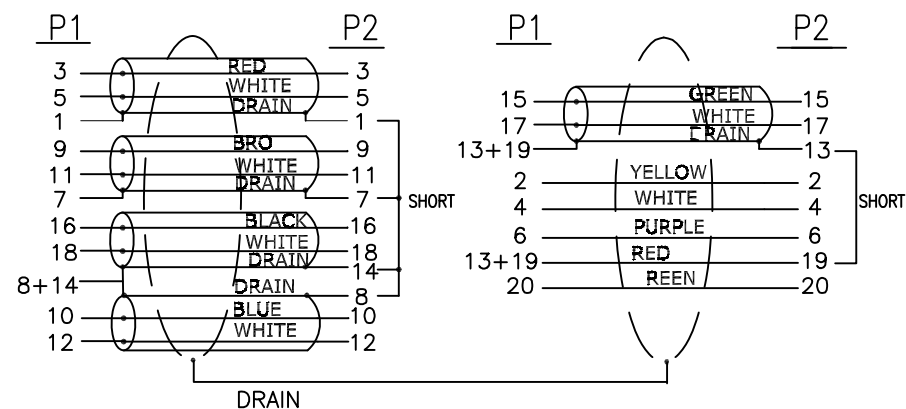 P1 P2
3 RED 3
5 WHITE 5
1 DRAIN 1
9 BRO 9
11 WHITE 11
7 DRAIN 7
SHORT
16 BLACK 16
18 WHITE 18
DRAIN 14
8+14 DRAIN 8
10 BLUE 10
12 WHITE 12
P1 P2
15 GREEN 15
17 WHITE 17
13+19 DRAIN 13
2 YELLOW 2
4 WHITE 4
SHORT
6 PURPLE 6
13+19 RED 19
20 REEN 20
DRAIN